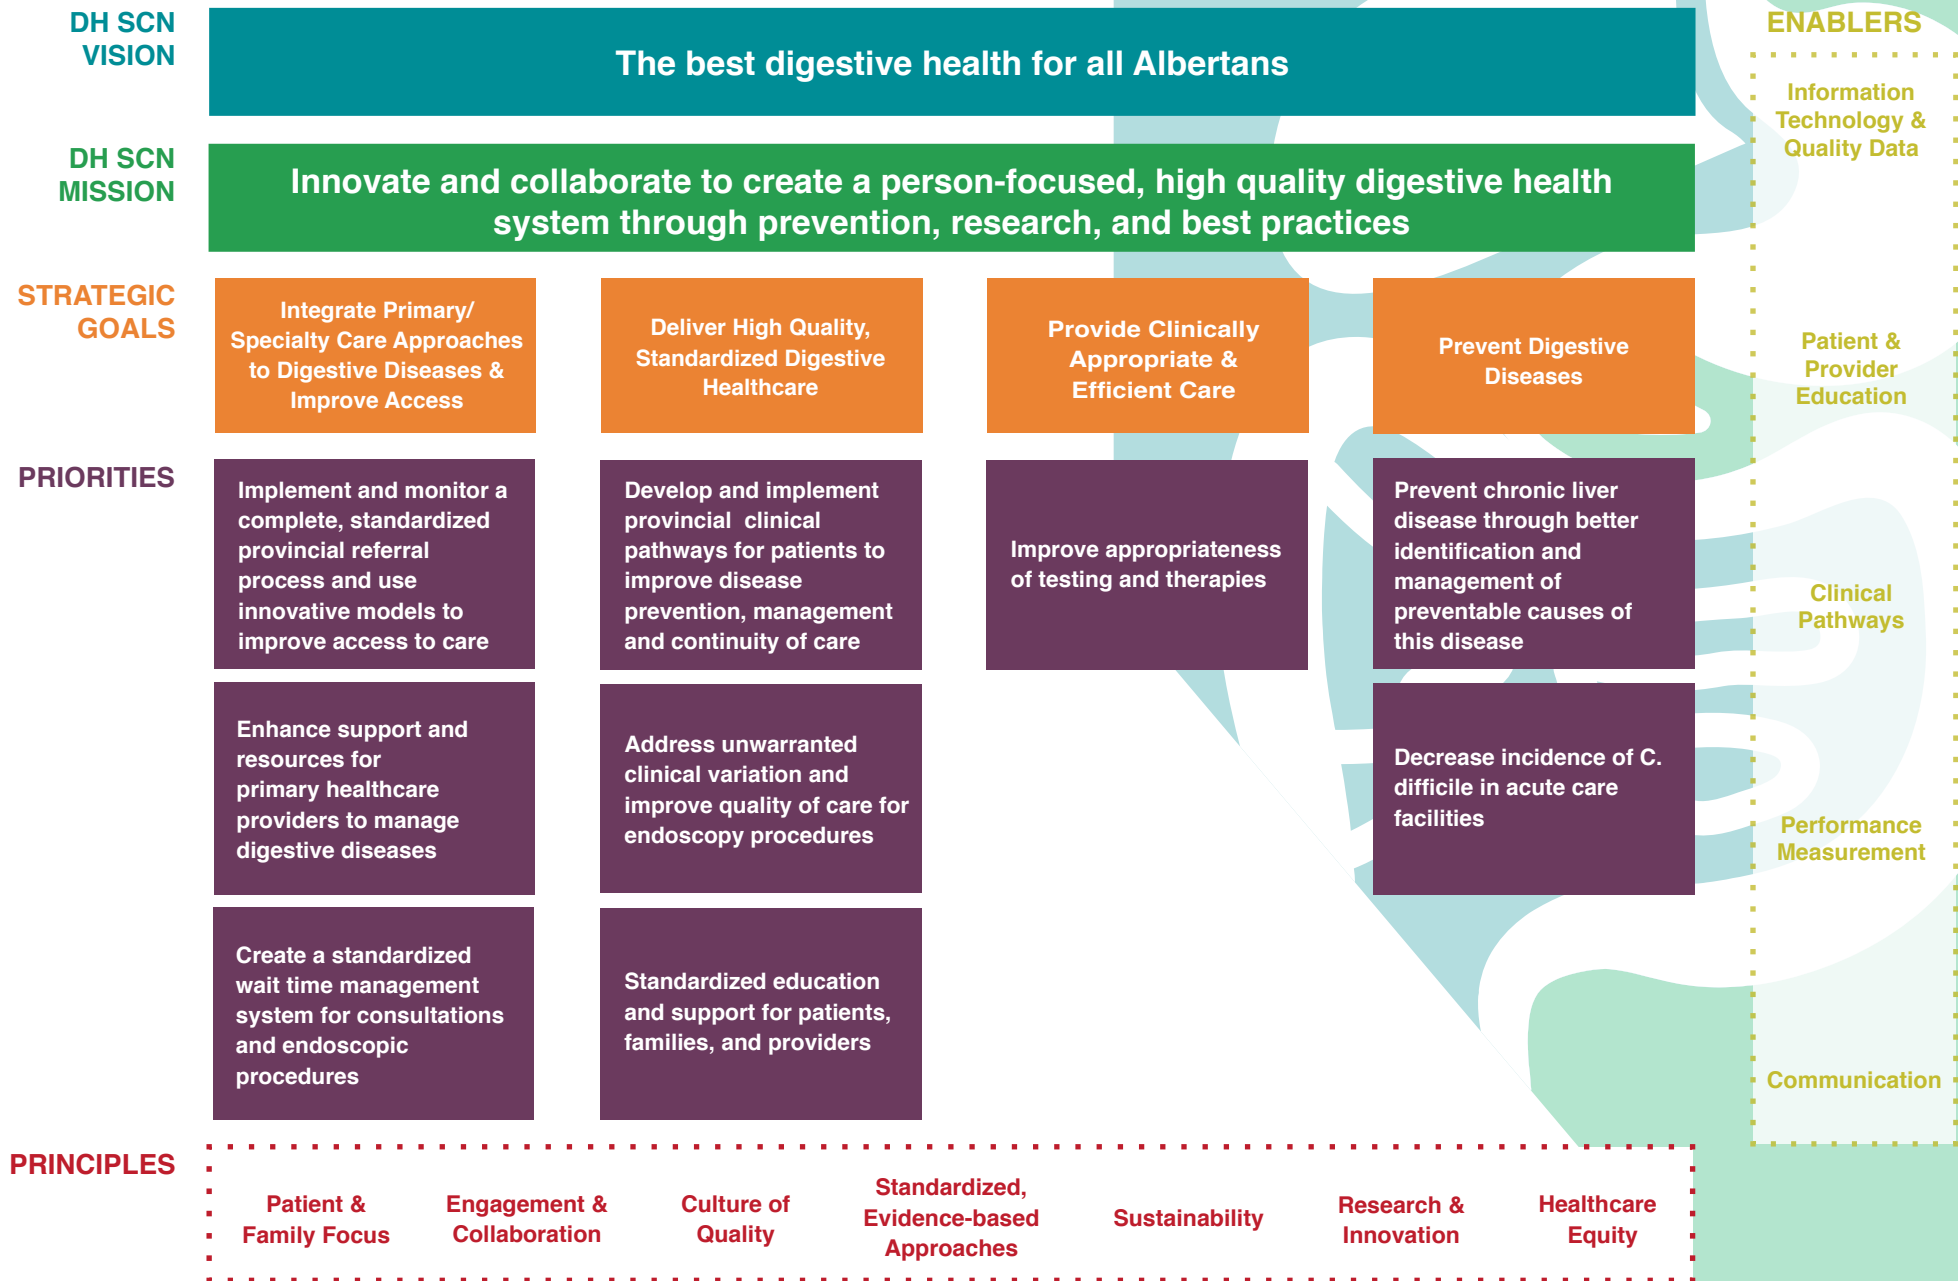 DH SCN
VISION
The best digestive health for all Albertans
DH SCN
MISSION
Innovate and collaborate to create a person-focused, high quality digestive health
system through prevention, research, and best practices
STRATEGIC
GOALS
Integrate Primary/
Specialty Care Approaches
to Digestive Diseases &
Improve Access
Deliver High Quality,
Standardized Digestive
Healthcare
Provide Clinically
Appropriate &
Efficient Care
Prevent Digestive
Diseases
PRIORITIES
Implement and monitor a
complete, standardized
provincial referral
process and use
innovative models to
improve access to care
Develop and implement
provincial clinical
pathways for patients to
improve disease
prevention, management
and continuity of care
Improve appropriateness
of testing and therapies
Prevent chronic liver
disease through better
identification and
management of
preventable causes of
this disease
Enhance support and
resources for
primary healthcare
providers to manage
digestive diseases
Address unwarranted
clinical variation and
improve quality of care for
endoscopy procedures
Decrease incidence of C.
difficile in acute care
facilities
Create a standardized
wait time management
system for consultations
and endoscopic
procedures
Standardized education
and support for patients,
families, and providers
PRINCIPLES
Patient &
Family Focus
Engagement &
Collaboration
Culture of
Quality
Standardized,
Evidence-based
Approaches
Sustainability
Research &
Innovation
Healthcare
Equity
ENABLERS
Information
Technology &
Quality Data
Patient &
Provider
Education
Clinical
Pathways
Performance
Measurement
Communication